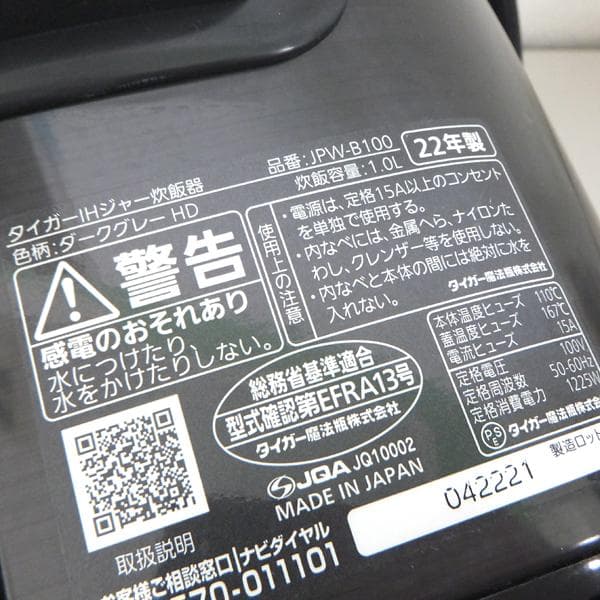 タイガーIHジャー炊飯器
品番:JPW-B100
22年製
色柄:ダークグレー HD
炊飯容量:1.0L
警告
感電のおそれあり
水につけたり
水をかけたりしない。
使用上の注意
・電源は、定格15A以上のコンセント
を単独で使用する。
・内なべには、金属へら、ナイロンた
わし、クレンザー等を使用しない。
・内なべと本体の間には絶対に水を
入れない。
タイガー魔法瓶株式会社
総務省基準適合
型式確認第EFRA13号
タイガー魔法瓶株式会社
本体温度ヒューズ 110℃
蓋温度ヒューズ 167℃
電流ヒューズ 15A
定格電圧 100V
定格周波数 50-60Hz
定格消費電力 1225W
PSE
タイガー魔法瓶株式会社
JQA JQ10002
MADE IN JAPAN
製造ロット
042221
取扱説明
お客様ご相談窓口|ナビダイヤル
570-011101